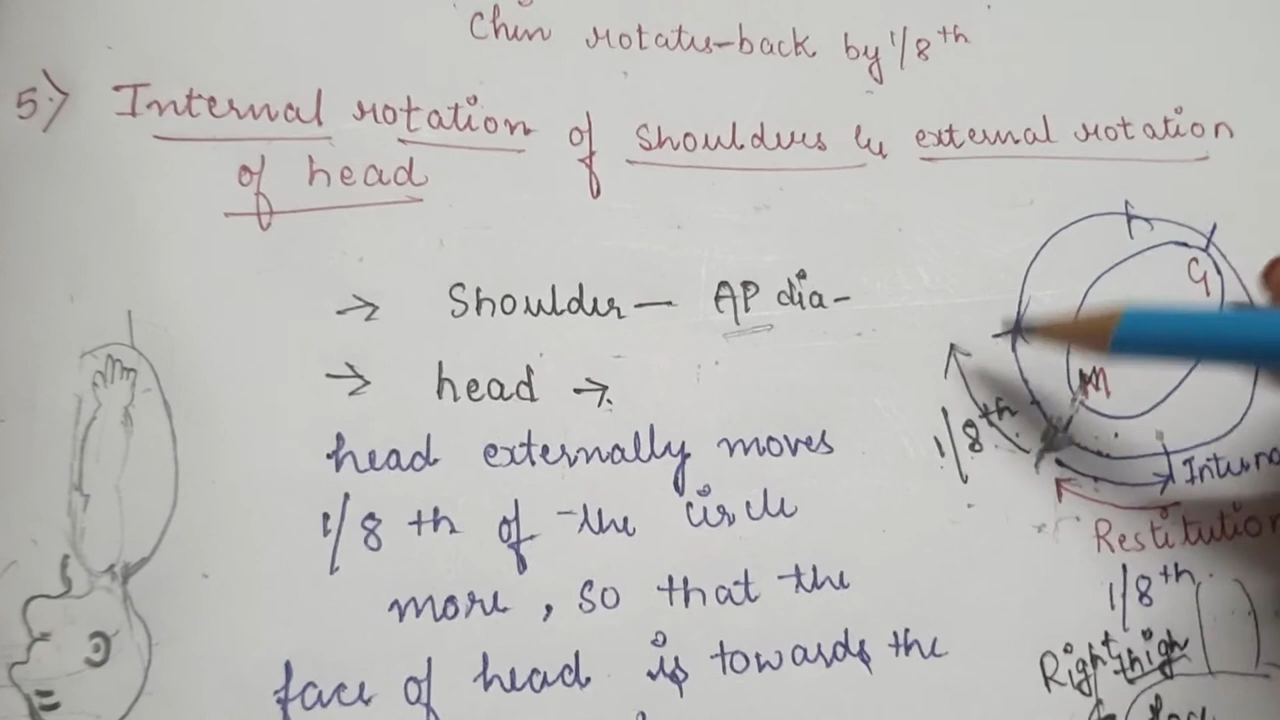 Chin rotates-back by 1/8th
5) Internal rotation of shoulders & external rotation
of head
→ Shoulder - AP dia-
→ head →
head externally moves
1/8 th of the circle
more, so that the
face of head is towards the
G
M
1/8th
Restitution
1/8th
Right thigh